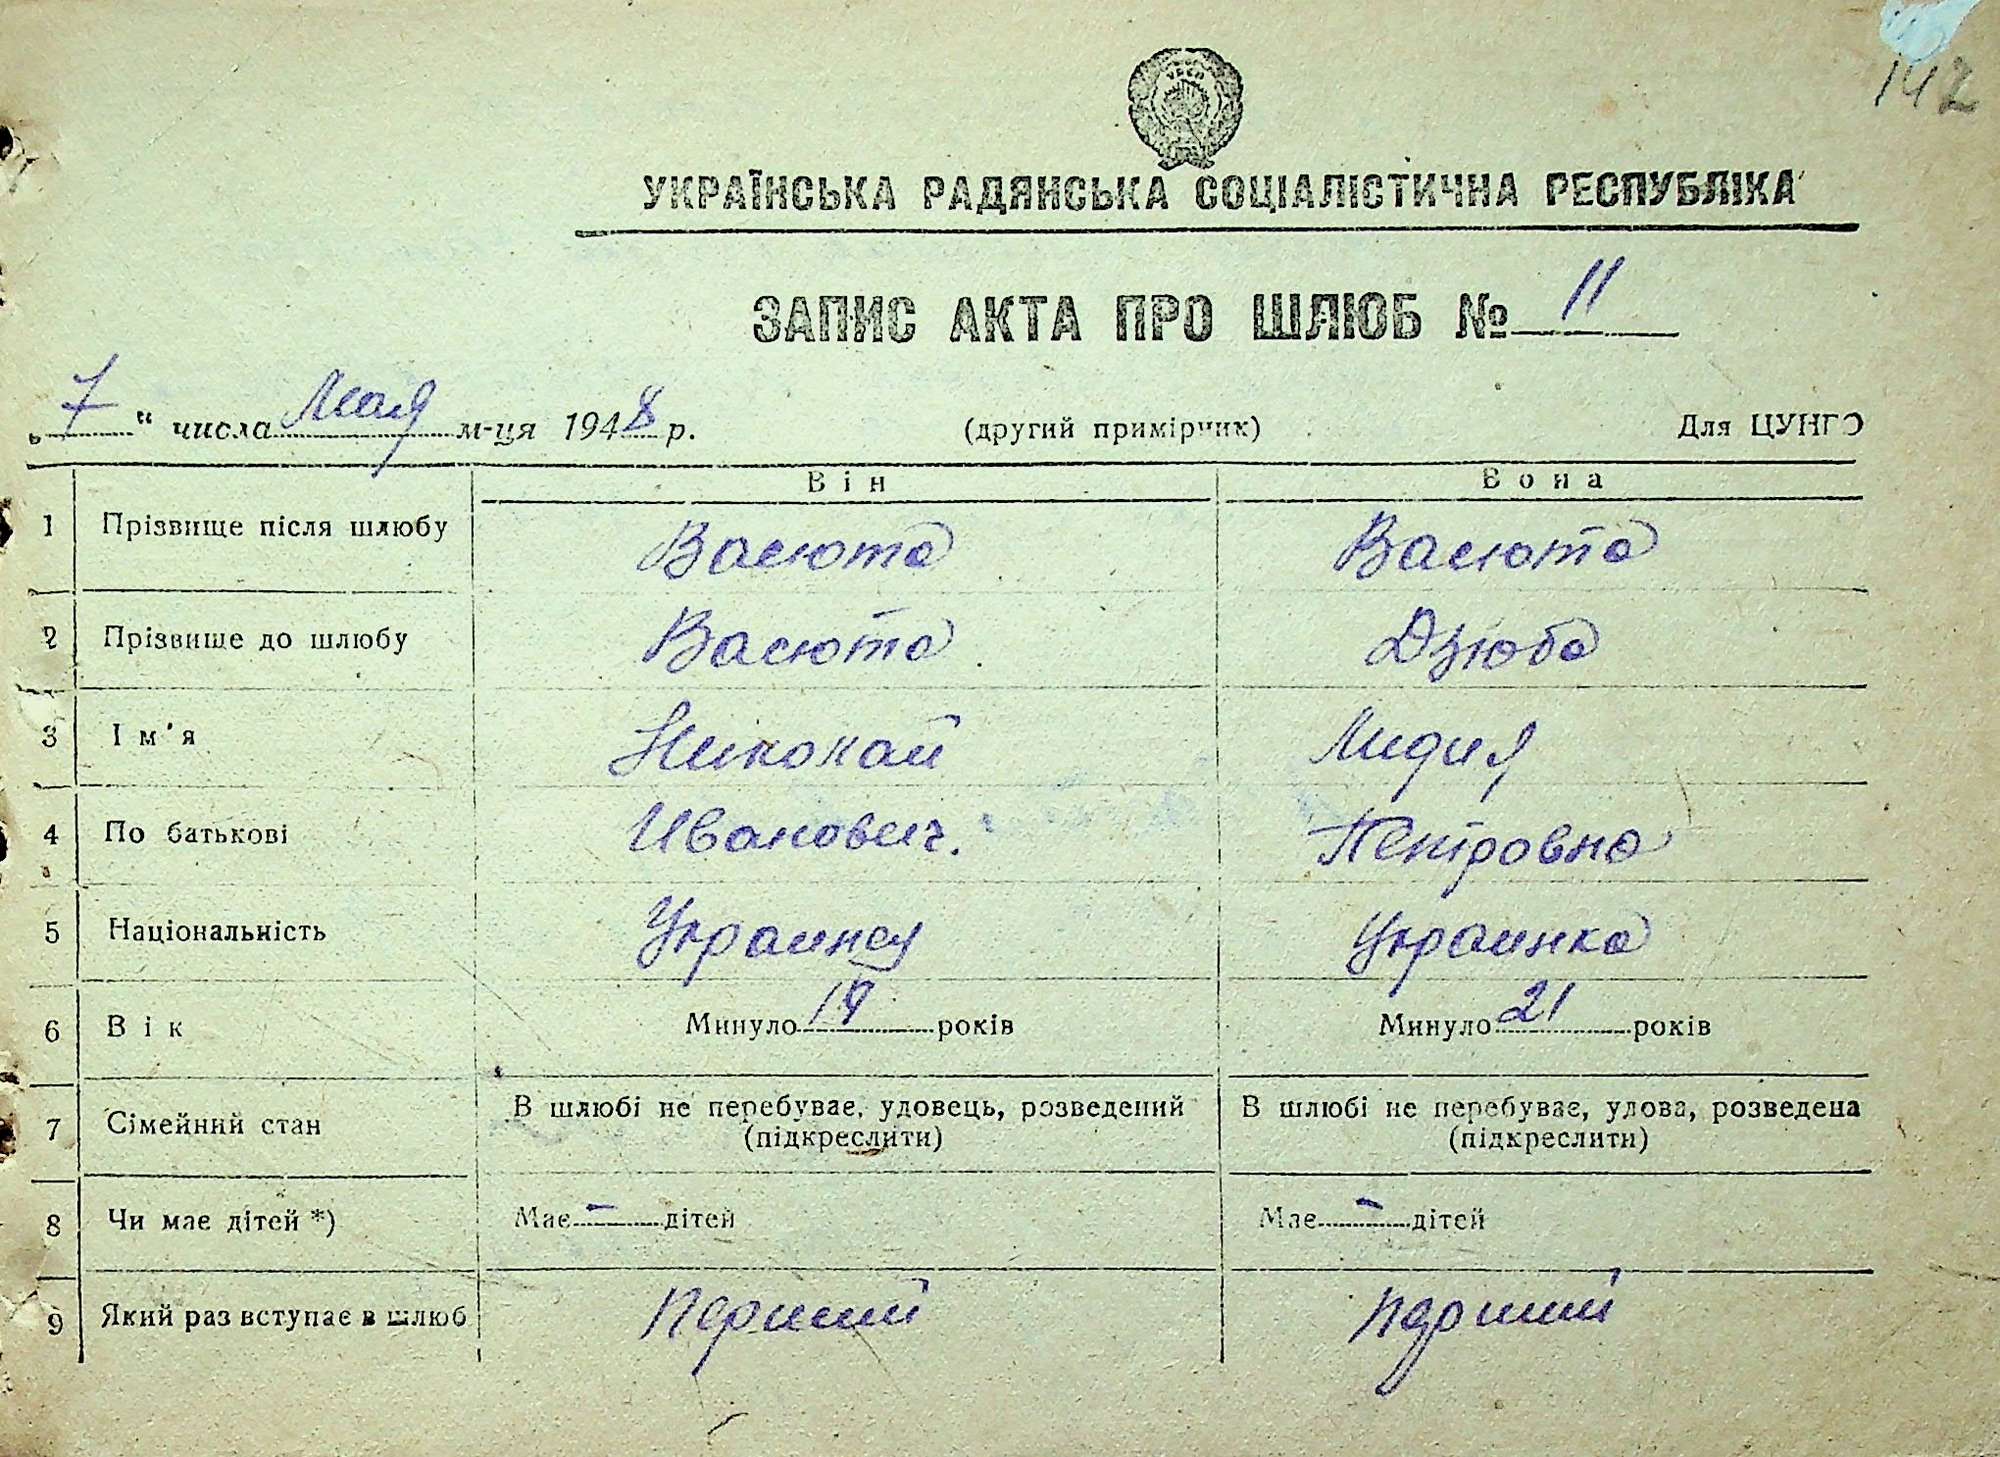 142
УРСР
УКРАЇНСЬКА РАДЯНСЬКА СОЦІАЛІСТИЧНА РЕСПУБЛІКА
ЗАПИС АКТА ПРО ШЛЮБ № 11
„7“ числа Мая м-ця 1948 р. (другий примірник) Для ЦУНГО
Він Вона
1 Прізвище після шлюбу Васюта Васюта
2 Прізвище до шлюбу Васюта Дзюба
3 Ім'я Николай Лидия
4 По батькові Иванович. Петровна
5 Національність Украинец Украинка
6 Вік Минуло 19 років Минуло 21 років
7 Сімейний стан В шлюбі не перебуває, удовець, розведений В шлюбі не перебуває, удова, розведена
(підкреслити) (підкреслити)
8 Чи має дітей *) Має – дітей Має – дітей
9 Який раз вступає в шлюб Перший Перший